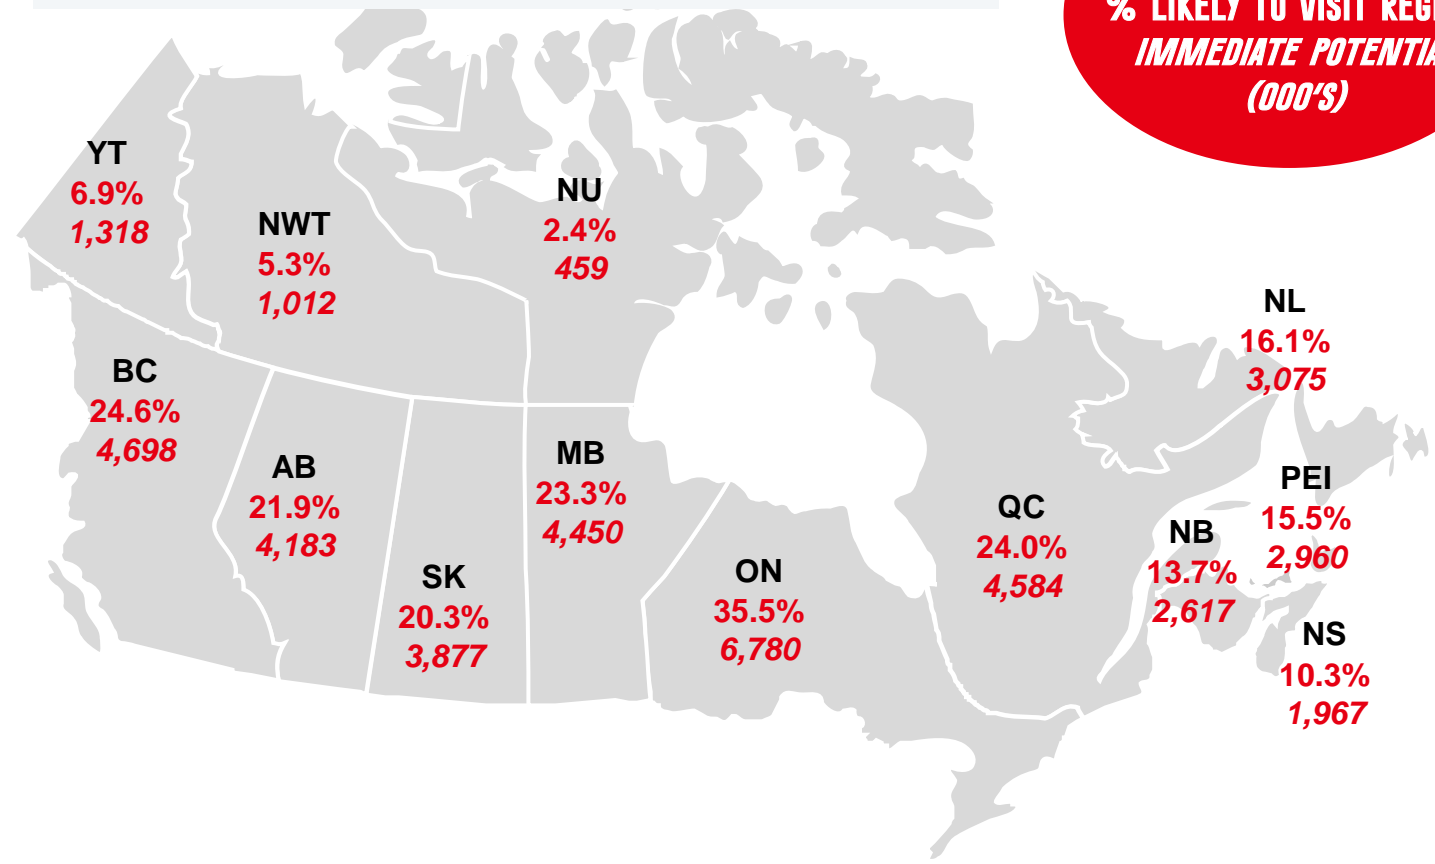 % LIKELY TO VISIT
IMMEDIATE
(000'S)
YT
6.9%
1,318
NWT
5.3%
1,012
NU
2.4%
459
NL
16.1%
3,075
BC
24.6%
4,698
AB
21.9%
4,183
SK
20.3%
3,877
MB
23.3%
4,450
ON
35.5%
6,780
QC
24.0%
4,584
NB
13.7%
2,617
PEI
15.5%
2,960
NS
10.3%
1,967